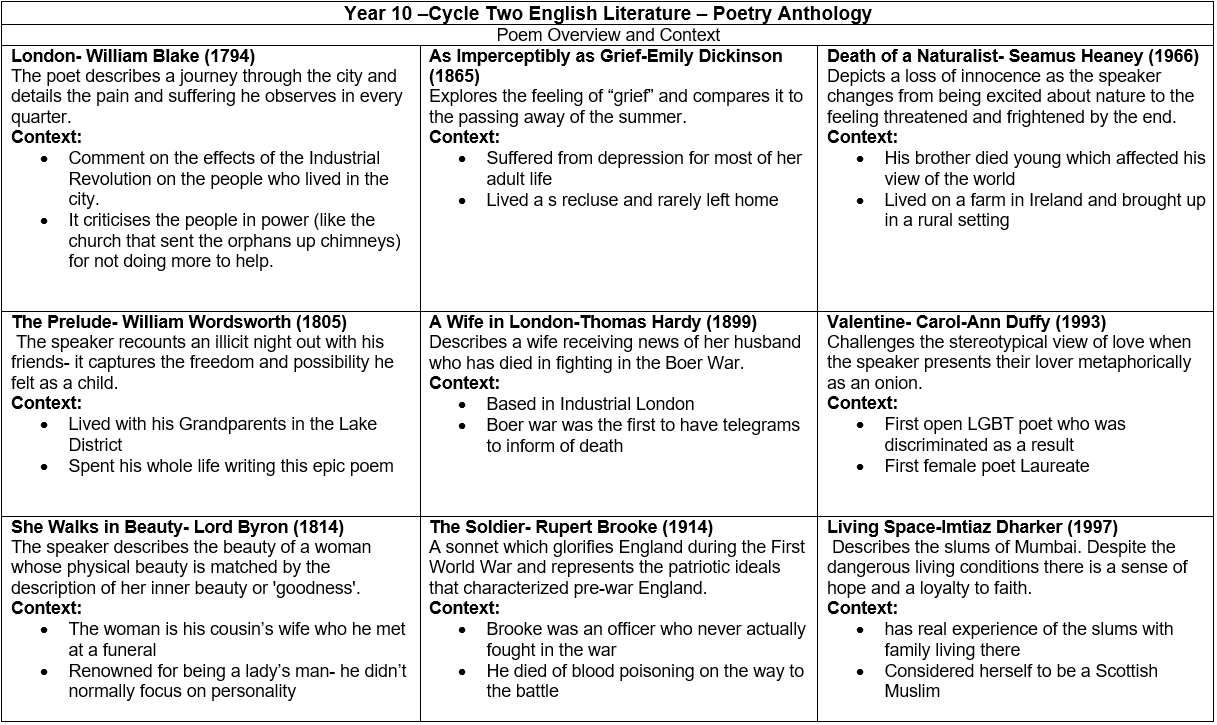 Year 10 –Cycle Two English Literature – Poetry Anthology
Poem Overview and Context
London- William Blake (1794)
The poet describes a journey through the city and
details the pain and suffering he observes in every
quarter.
Context:
• Comment on the effects of the Industrial
Revolution on the people who lived in the
city.
• It criticises the people in power (like the
church that sent the orphans up chimneys)
for not doing more to help.
As Imperceptibly as Grief-Emily Dickinson
(1865)
Explores the feeling of “grief” and compares it to
the passing away of the summer.
Context:
• Suffered from depression for most of her
adult life
• Lived a s recluse and rarely left home
Death of a Naturalist- Seamus Heaney (1966)
Depicts a loss of innocence as the speaker
changes from being excited about nature to the
feeling threatened and frightened by the end.
Context:
• His brother died young which affected his
view of the world
• Lived on a farm in Ireland and brought up
in a rural setting
The Prelude- William Wordsworth (1805)
The speaker recounts an illicit night out with his
friends- it captures the freedom and possibility he
felt as a child.
Context:
• Lived with his Grandparents in the Lake
District
• Spent his whole life writing this epic poem
A Wife in London-Thomas Hardy (1899)
Describes a wife receiving news of her husband
who has died in fighting in the Boer War.
Context:
• Based in Industrial London
• Boer war was the first to have telegrams
to inform of death
Valentine- Carol-Ann Duffy (1993)
Challenges the stereotypical view of love when
the speaker presents their lover metaphorically
as an onion.
Context:
• First open LGBT poet who was
discriminated as a result
• First female poet Laureate
She Walks in Beauty- Lord Byron (1814)
The speaker describes the beauty of a woman
whose physical beauty is matched by the
description of her inner beauty or 'goodness'.
Context:
• The woman is his cousin’s wife who he met
at a funeral
• Renowned for being a lady’s man- he didn’t
normally focus on personality
The Soldier- Rupert Brooke (1914)
A sonnet which glorifies England during the First
World War and represents the patriotic ideals
that characterized pre-war England.
Context:
• Brooke was an officer who never actually
fought in the war
• He died of blood poisoning on the way to
the battle
Living Space-Imtiaz Dharker (1997)
Describes the slums of Mumbai. Despite the
dangerous living conditions there is a sense of
hope and a loyalty to faith.
Context:
• has real experience of the slums with
family living there
• Considered herself to be a Scottish
Muslim